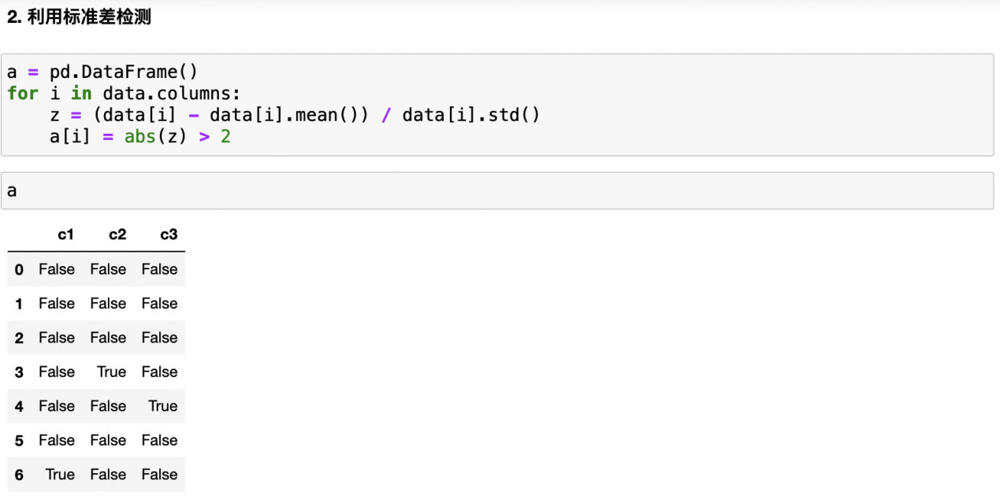 2. 利用标准差检测
a = pd.DataFrame()
for i in data.columns:
    z = (data[i] - data[i].mean()) / data[i].std()
    a[i] = abs(z) > 2
a
c1 c2 c3
0 False False False
1 False False False
2 False False False
3 False True False
4 False False True
5 False False False
6 True False False